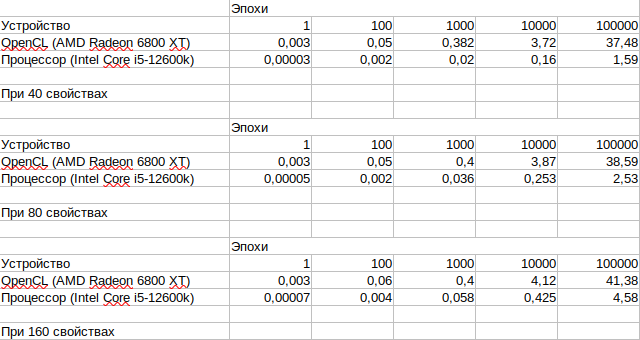 Эпохи
Устройство 1 100 1000 10000 100000
OpenCL (AMD Radeon 6800 XT) 0,003 0,05 0,382 3,72 37,48
Процессор (Intel Core i5-12600k) 0,00003 0,002 0,02 0,16 1,59
При 40 свойствах
Эпохи
Устройство 1 100 1000 10000 100000
OpenCL (AMD Radeon 6800 XT) 0,003 0,05 0,4 3,87 38,59
Процессор (Intel Core i5-12600k) 0,00005 0,002 0,036 0,253 2,53
При 80 свойствах
Эпохи
Устройство 1 100 1000 10000 100000
OpenCL (AMD Radeon 6800 XT) 0,003 0,06 0,4 4,12 41,38
Процессор (Intel Core i5-12600k) 0,00007 0,004 0,058 0,425 4,58
При 160 свойствах